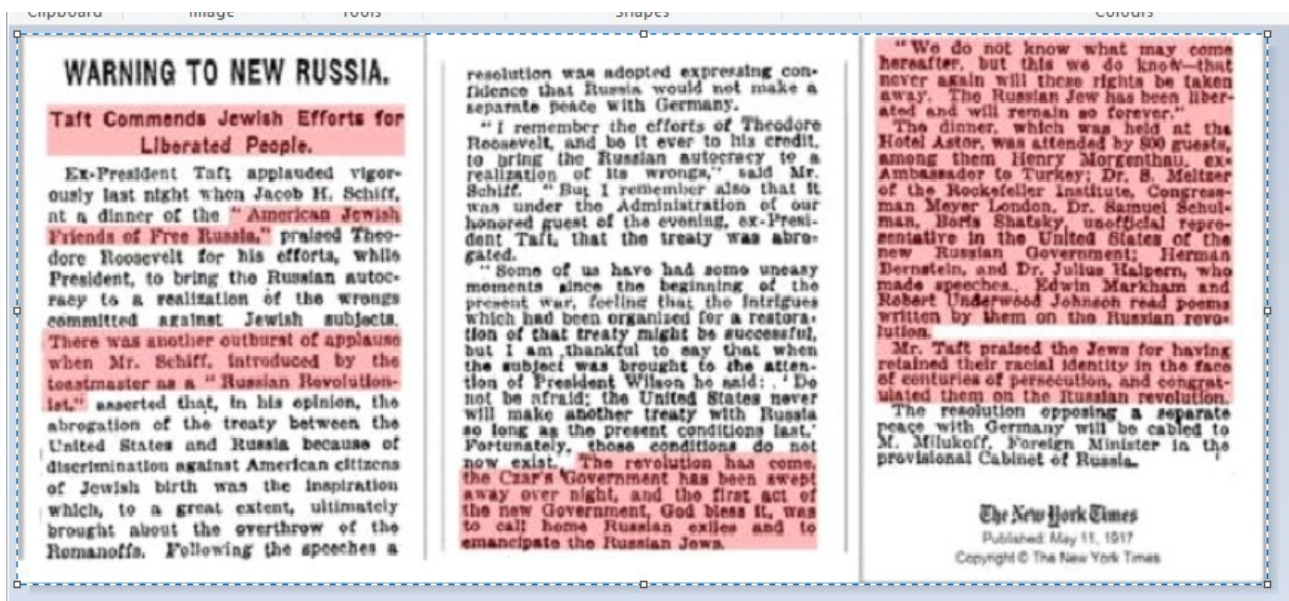 Clipboard
Image
Tools
Shapes
Colours
WARNING TO NEW RUSSIA.
Taft Commends Jewish Efforts for
Liberated People.
Ex-President Taft applauded vigor-
ously last night when Jacob H. Schiff,
at a dinner of the "American Jewish
Friends of Free Russia," praised Theo-
dore Roosevelt for his efforts, while
President, to bring the Russian autoc-
racy to a realization of the wrongs
committed against Jewish subjects.
There was another outburst of applause
when Mr. Schiff, introduced by the
toastmaster as a "Russian Revolution-
ist," asserted that, in his opinion, the
abrogation of the treaty between the
United States and Russia because of
discrimination against American citizens
of Jewish birth was the inspiration
which, to a great extent, ultimately
brought about the overthrow of the
Romanoffs. Following the speeches a
resolution was adopted expressing con-
fidence that Russia would not make a
separate peace with Germany.
"I remember the efforts of Theodore
Roosevelt, and be it ever to his credit,
to bring the Russian autocracy to a
realization of its wrongs," said Mr.
Schiff. "But I remember also that it
was under the Administration of our
honored guest of the evening, ex-Presi-
dent Taft, that the treaty was abro-
gated.
"Some of us have had some uneasy
moments since the beginning of the
present war, feeling that the intrigues
which had been organized for a restora-
tion of that treaty might be successful,
but I am thankful to say that when
the subject was brought to the atten-
tion of President Wilson he said: 'Do
not be afraid; the United States never
will make another treaty with Russia
so long as the present conditions last.'
Fortunately, those conditions do not
now exist. The revolution has come,
the Czar's Government has been swept
away over night, and the first act of
the new Government, God bless it, was
to call home Russian exiles and to
emancipate the Russian Jews.
"We do not know what may come
hereafter, but this we do know—that
never again will these rights be taken
away. The Russian Jew has been liber-
ated and will remain so forever."
The dinner, which was held at the
Hotel Astor, was attended by 800 guests,
among them Henry Morgenthau, ex-
Ambassador to Turkey; Dr. S. Meltzer
of the Rockefeller Institute, Congress-
man Meyer London, Dr. Samuel Schul-
man, Boris Shatsky, unofficial repre-
sentative in the United States of the
new Russian Government; Herman
Bernstein, and Dr. Julius Halpern, who
made speeches. Edwin Markham and
Robert Underwood Johnson read poems
written by them on the Russian revo-
lution.
Mr. Taft praised the Jews for having
retained their racial identity in the face
of centuries of persecution, and congrat-
ulated them on the Russian revolution.
The resolution opposing a separate
peace with Germany will be cabled to
M. Milukoff, Foreign Minister in the
provisional Cabinet of Russia.
The New York Times
Published: May 11, 1917
Copyright © The New York Times